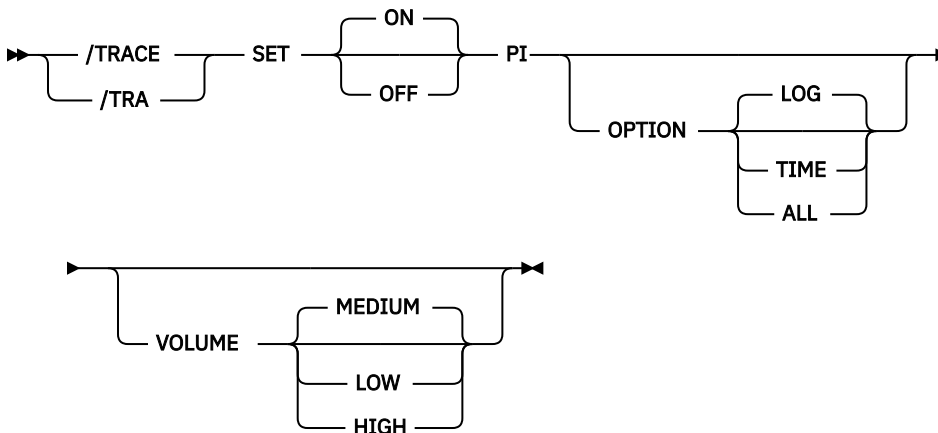 ON
/TRACE SET PI
OFF LOG
/TRA
OPTION
TIME
ALL
MEDIUM
VOLUME
LOW
HIGH